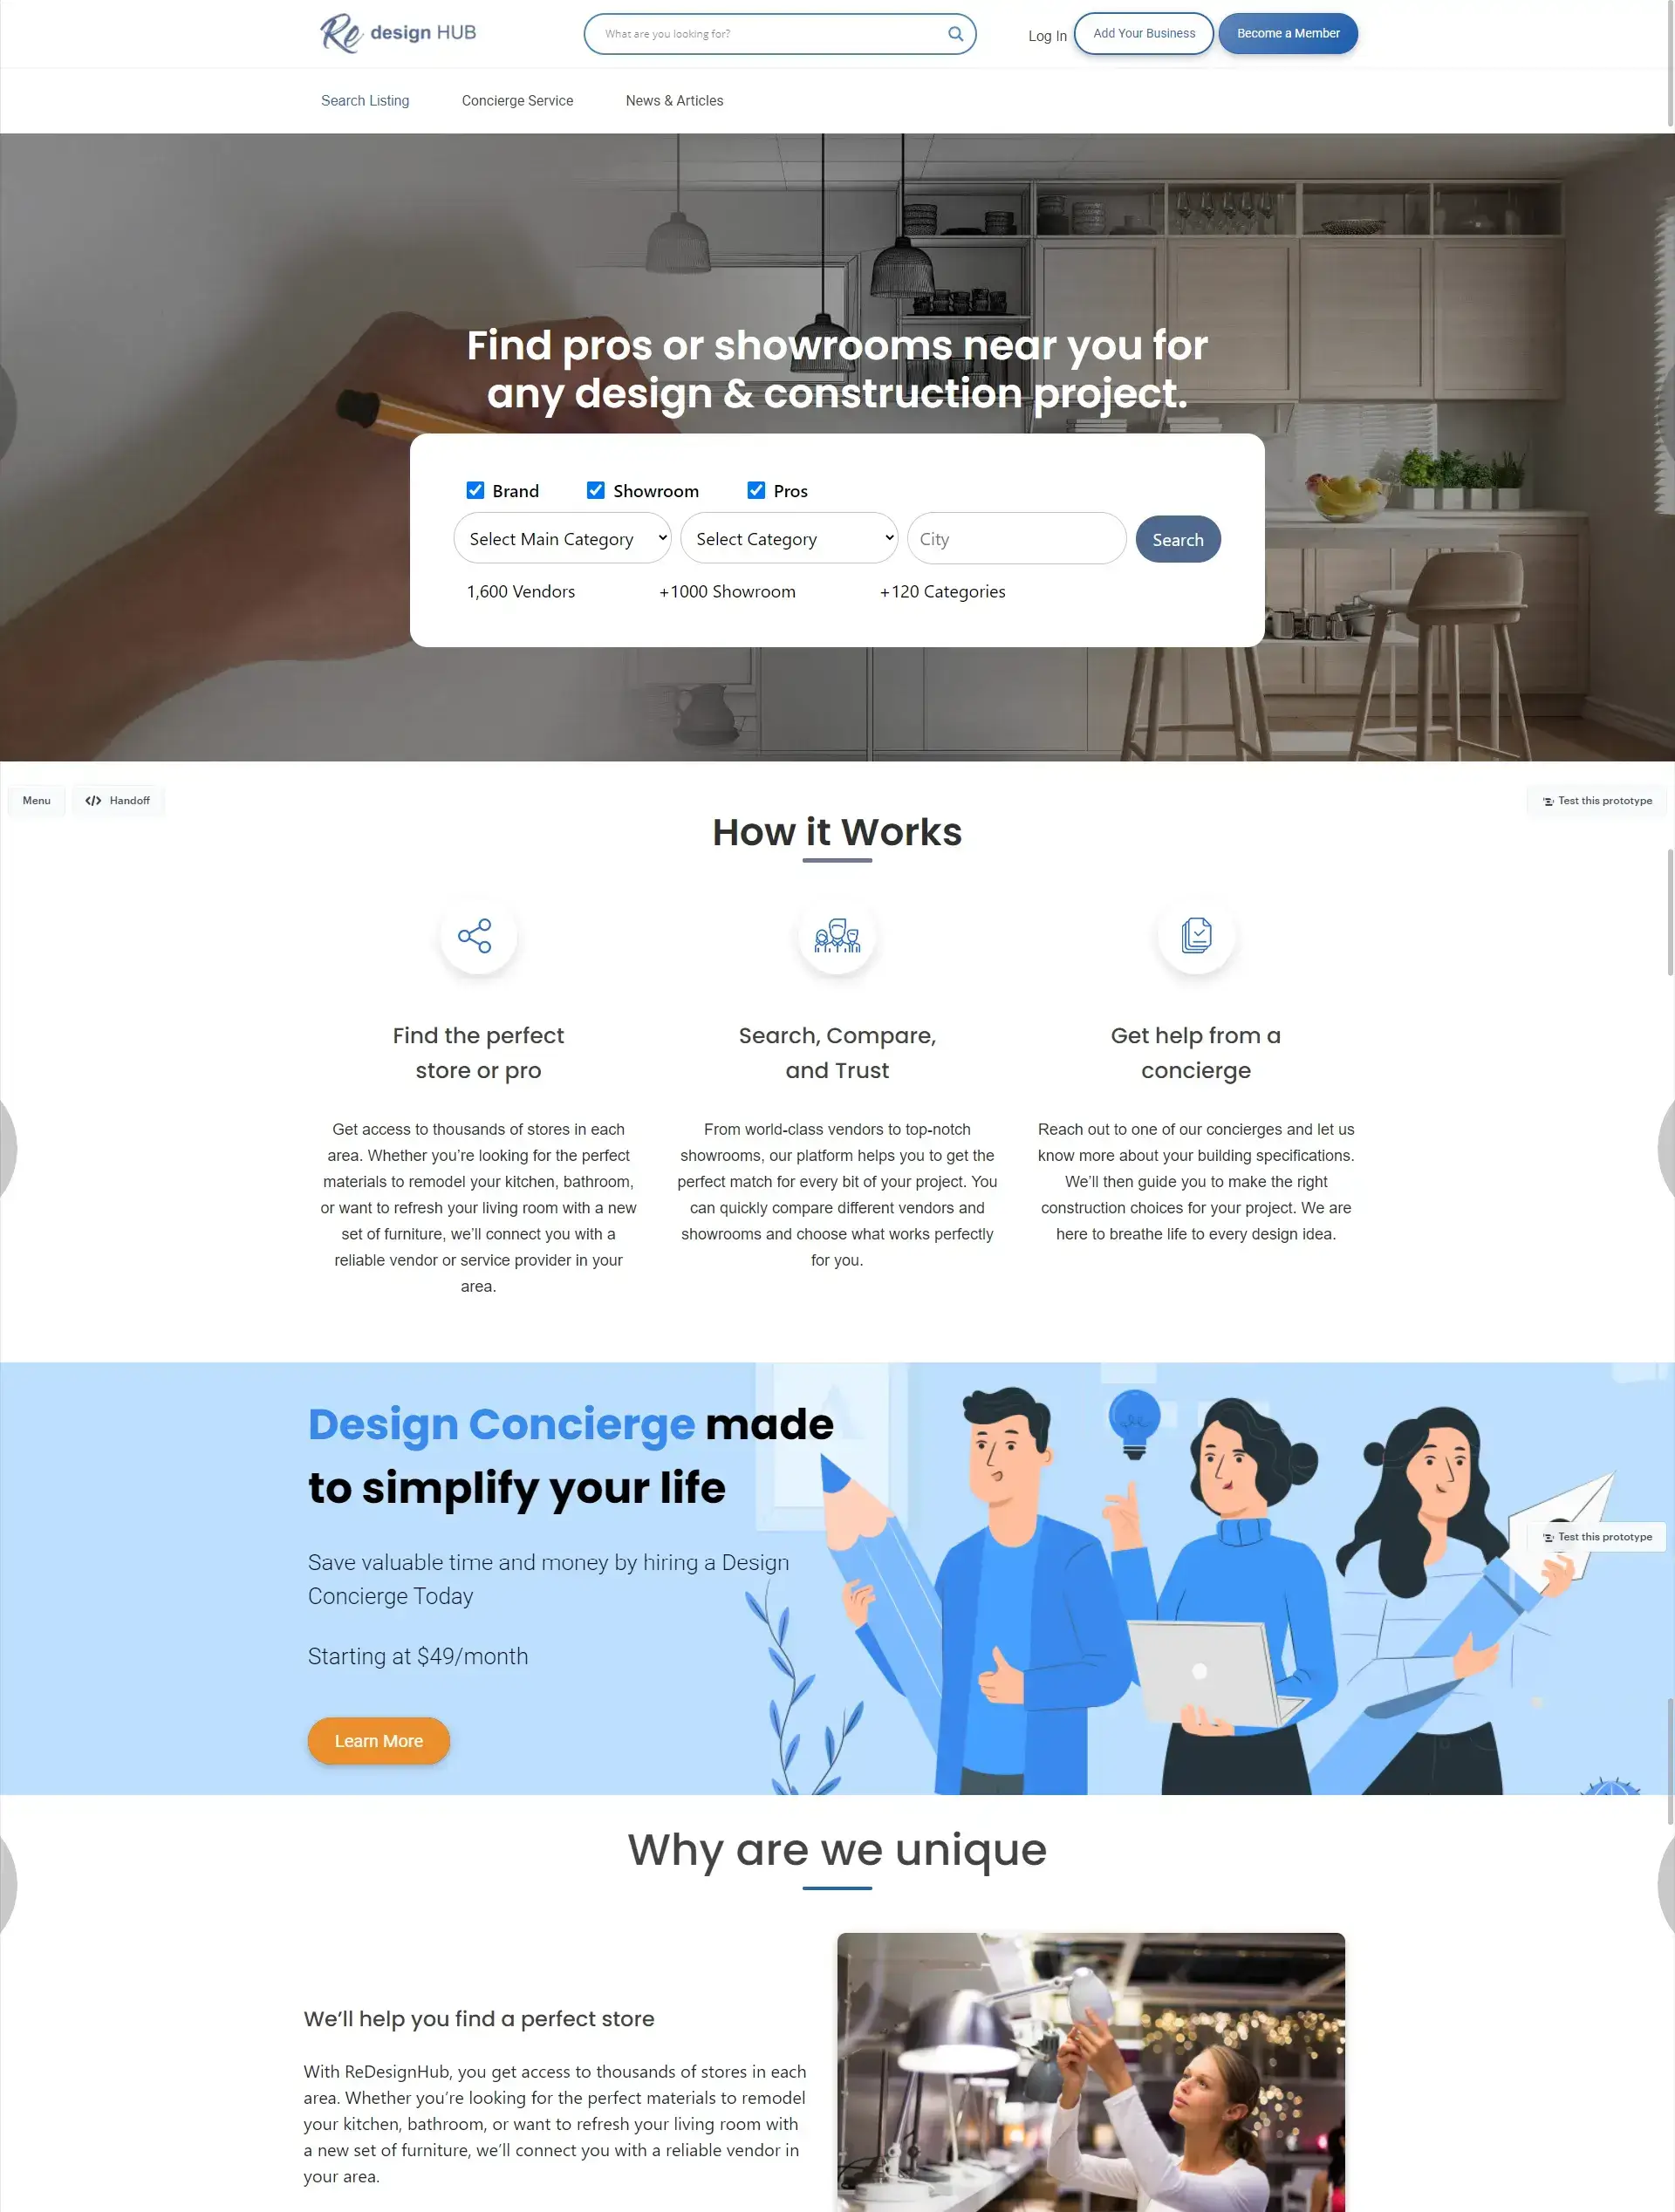 Re design HUB
What are you looking for?
Log In
Add Your Business
Become a Member
Search Listing
Concierge Service
News & Articles
Find pros or showrooms near you for
any design & construction project.
Brand
Showroom
Pros
Select Main Category
Select Category
City
Search
1,600 Vendors
+1000 Showroom
+120 Categories
Menu
</> Handoff
Test this prototype
How it Works
Find the perfect
store or pro
Get access to thousands of stores in each
area. Whether you’re looking for the perfect
materials to remodel your kitchen, bathroom,
or want to refresh your living room with a new
set of furniture, we’ll connect you with a
reliable vendor or service provider in your
area.
Search, Compare,
and Trust
From world-class vendors to top-notch
showrooms, our platform helps you to get the
perfect match for every bit of your project. You
can quickly compare different vendors and
showrooms and choose what works perfectly
for you.
Get help from a
concierge
Reach out to one of our concierges and let us
know more about your building specifications.
We’ll then guide you to make the right
construction choices for your project. We are
here to breathe life to every design idea.
Design Concierge made
to simplify your life
Save valuable time and money by hiring a Design
Concierge Today
Starting at $49/month
Learn More
Test this prototype
Why are we unique
We’ll help you find a perfect store
With ReDesignHub, you get access to thousands of stores in each
area. Whether you’re looking for the perfect materials to remodel
your kitchen, bathroom, or want to refresh your living room with
a new set of furniture, we’ll connect you with a reliable vendor in
your area.